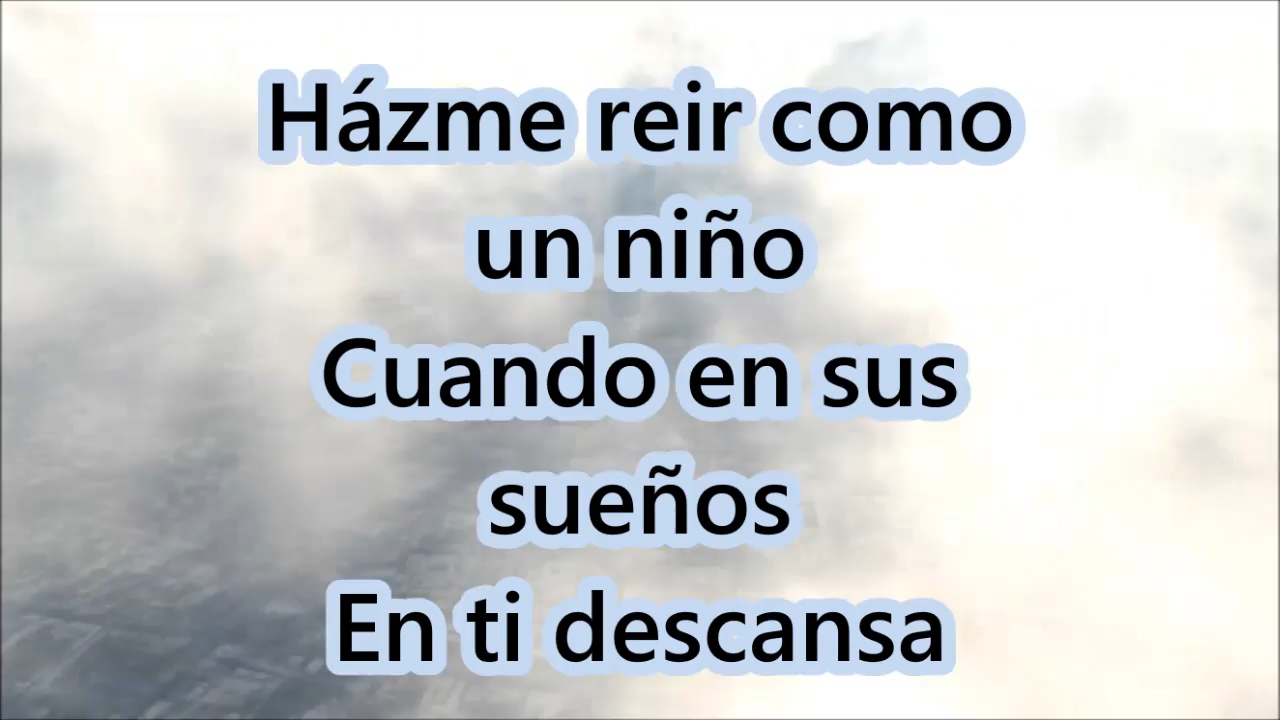 Házme reir como
un niño
Cuando en sus
sueños
En ti descansa